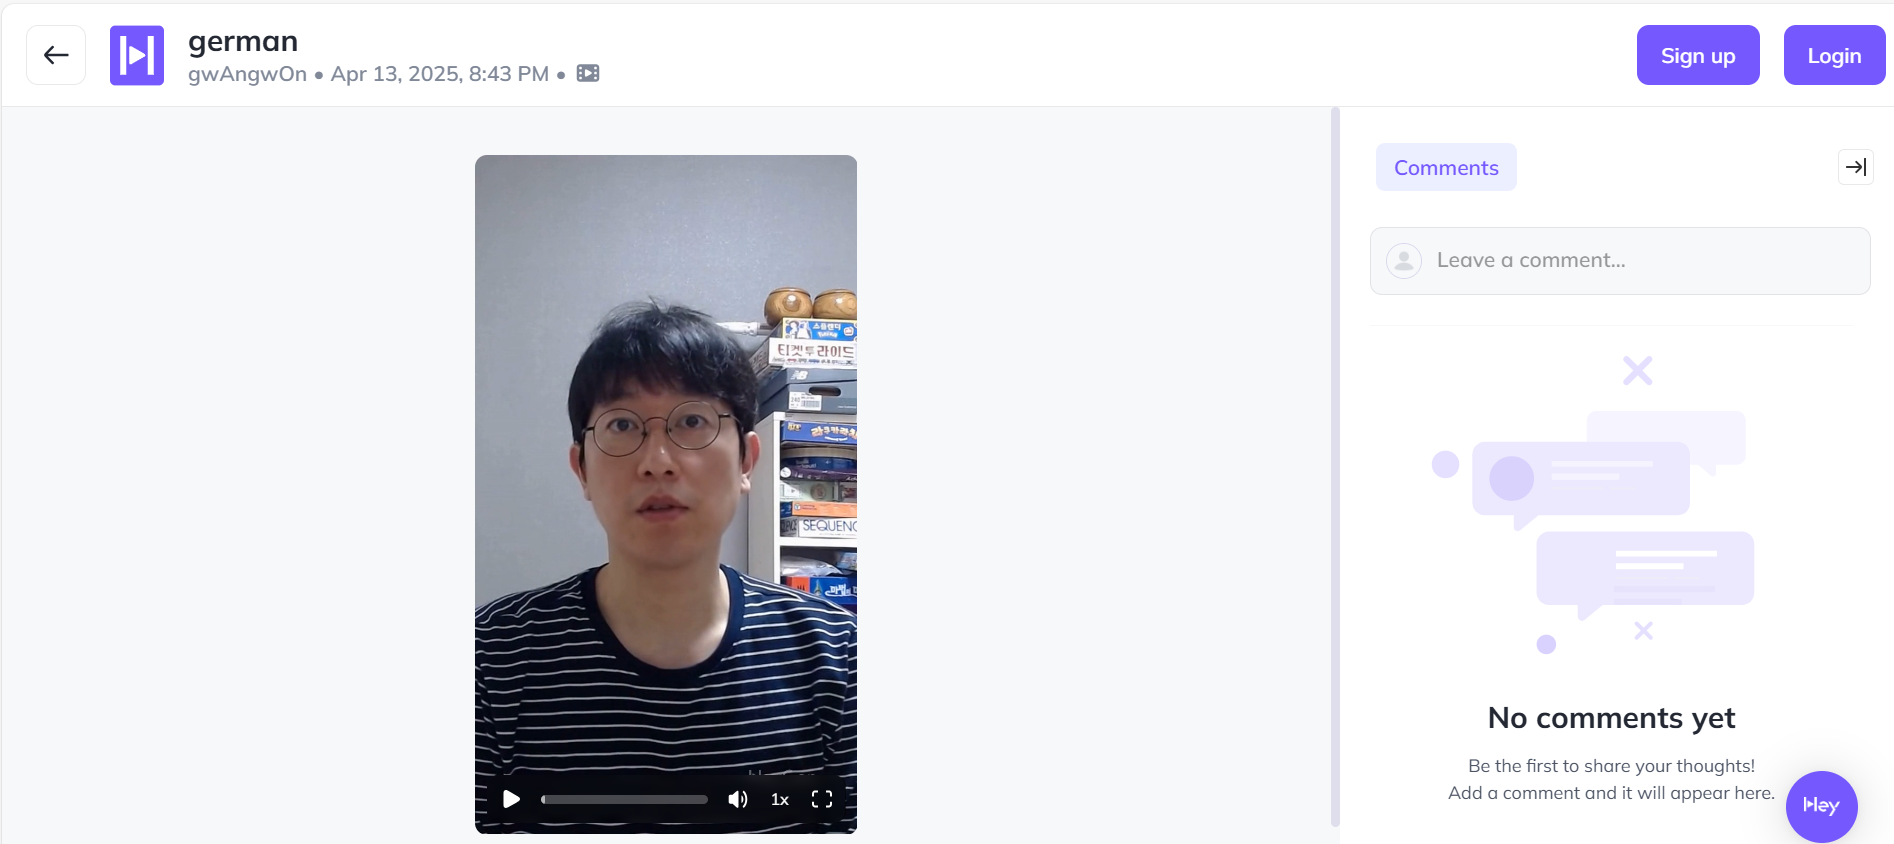 german
gwAngwOn • Apr 13, 2025, 8:43 PM •
Sign up
Login
Comments
Leave a comment...
티켓 투 라이드
SEQUENC
1x
No comments yet
Be the first to share your thoughts!
Add a comment and it will appear here.
Hey